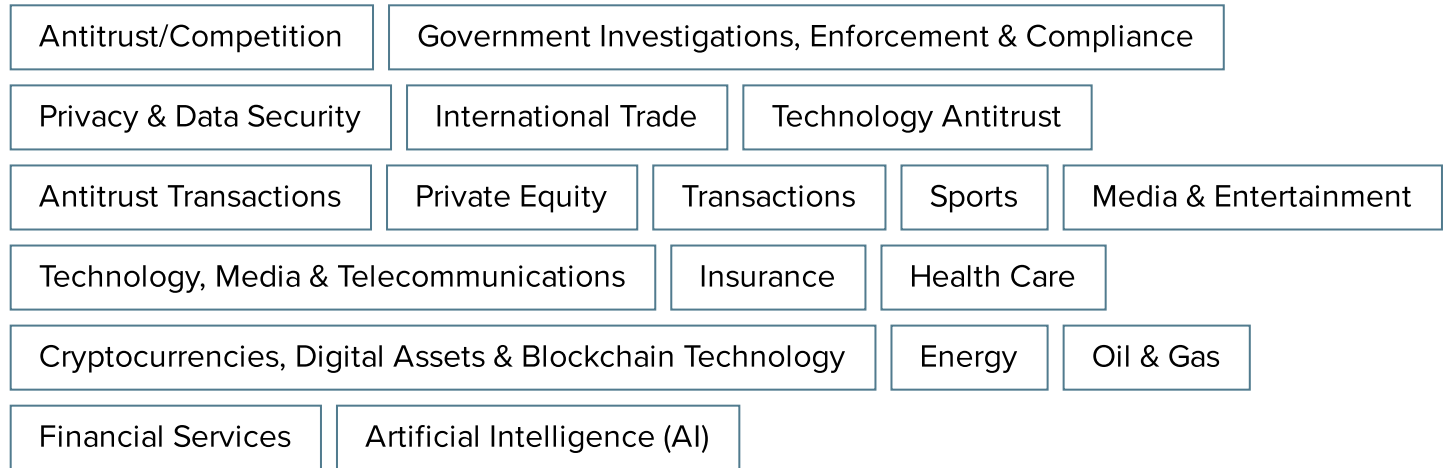 Antitrust/Competition Government Investigations, Enforcement & Compliance
Privacy & Data Security International Trade Technology Antitrust
Antitrust Transactions Private Equity Transactions Sports Media & Entertainment
Technology, Media & Telecommunications Insurance Health Care
Cryptocurrencies, Digital Assets & Blockchain Technology Energy Oil & Gas
Financial Services Artificial Intelligence (AI)